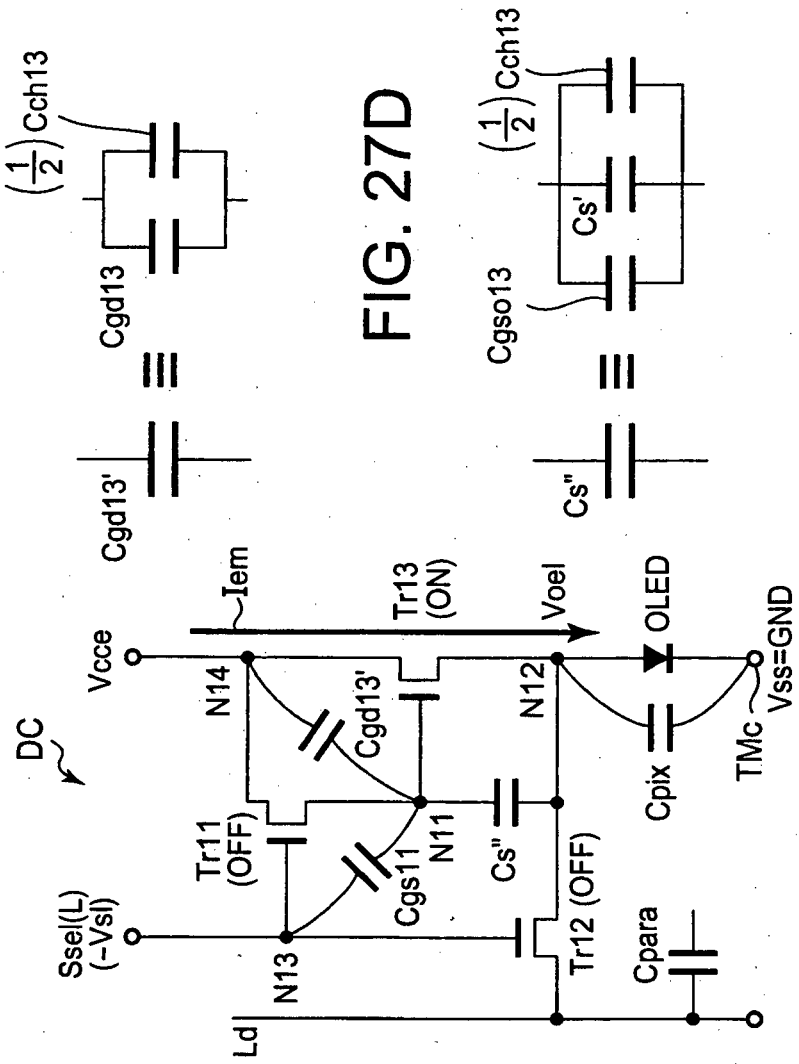 DC
Ssel(L)
(-Vsl)
Vcce
Iem
N14
Tr11
(OFF)
Cgd13'
Tr13
(ON)
N13
Cgs11
N11
Cs"
N12
Voel
Ld
Tr12 (OFF)
Cpara
Cpix
OLED
TMc
Vss=GND
Cgd13'
≡
Cgd13
(1/2) Cch13
FIG. 27D
Cs"
≡
Cgso13
Cs'
(1/2) Cch13